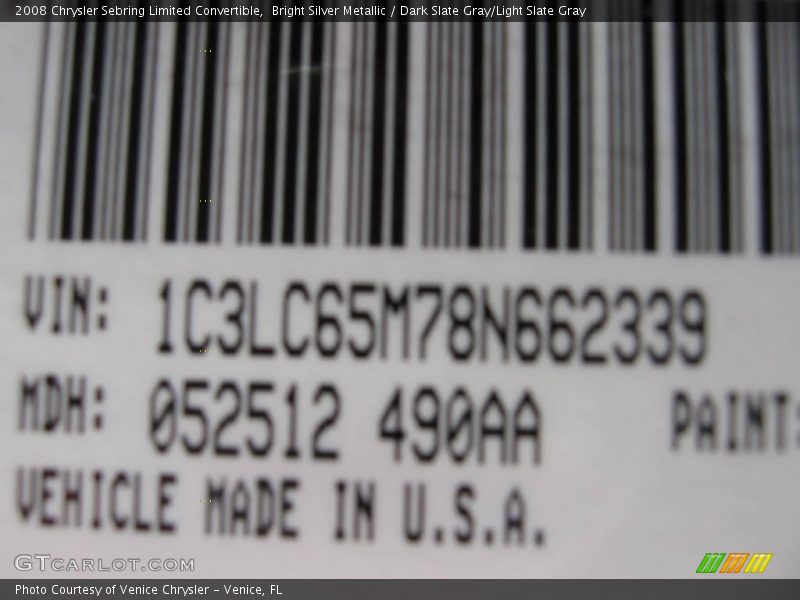 2008 Chrysler Sebring Limited Convertible, Bright Silver Metallic / Dark Slate Gray/Light Slate Gray
VIN: 1C3LC65M78N662339
MDH: 052512 490AA PAINT:
VEHICLE MADE IN U.S.A.
GTCARLOT.COM
Photo Courtesy of Venice Chrysler - Venice, FL